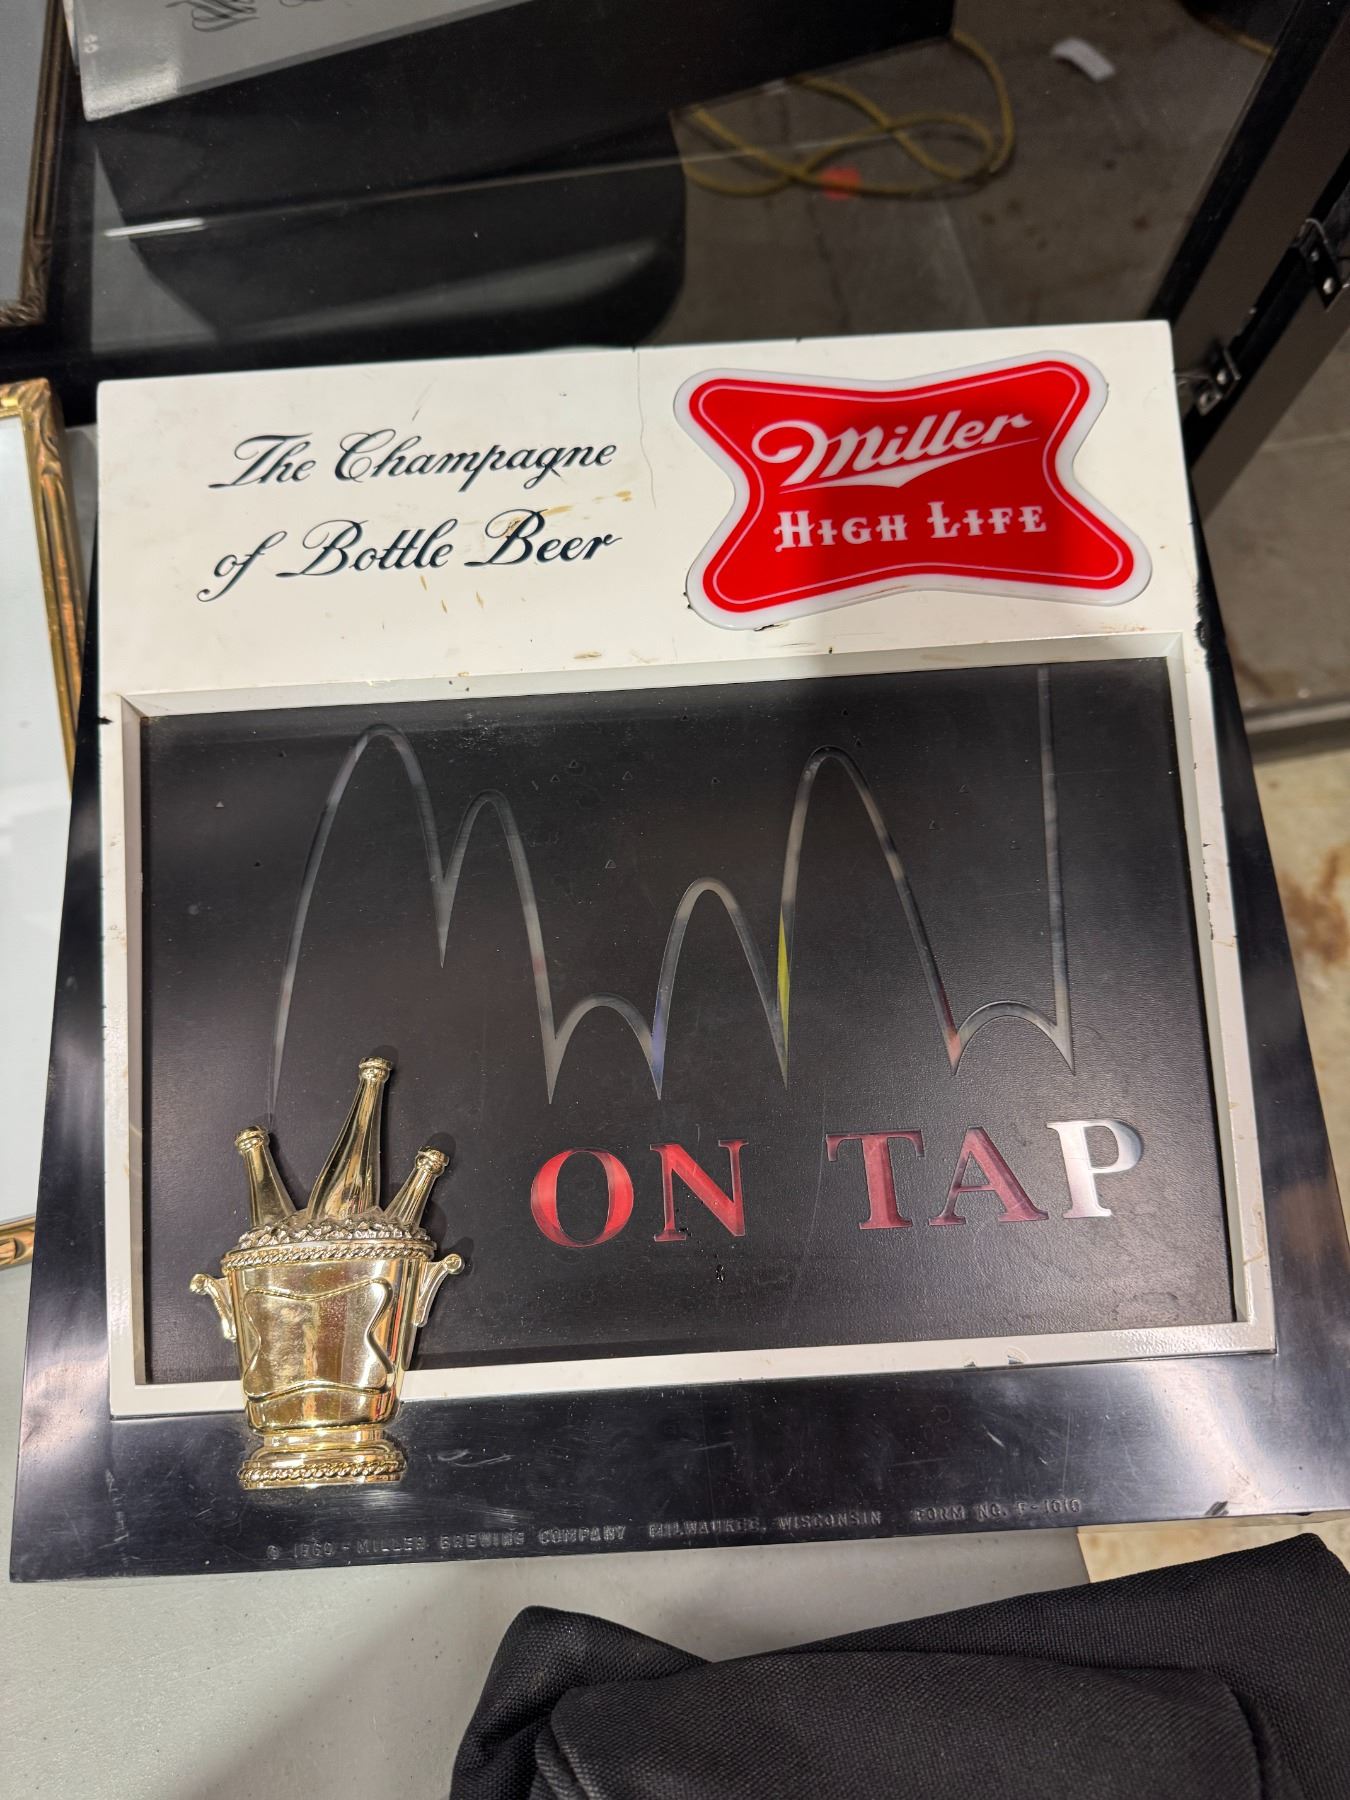 The Champagne
of Bottle Beer
Miller
HIGH LIFE
ON TAP
© 1960 - MILLER BREWING COMPANY MILWAUKEE, WISCONSIN FORM NO. F-1010